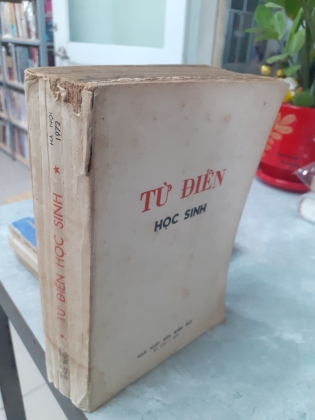 TỪ ĐIỂN
HỌC SINH
TỪ ĐIỂN HỌC SINH
HÀ NỘI
1972